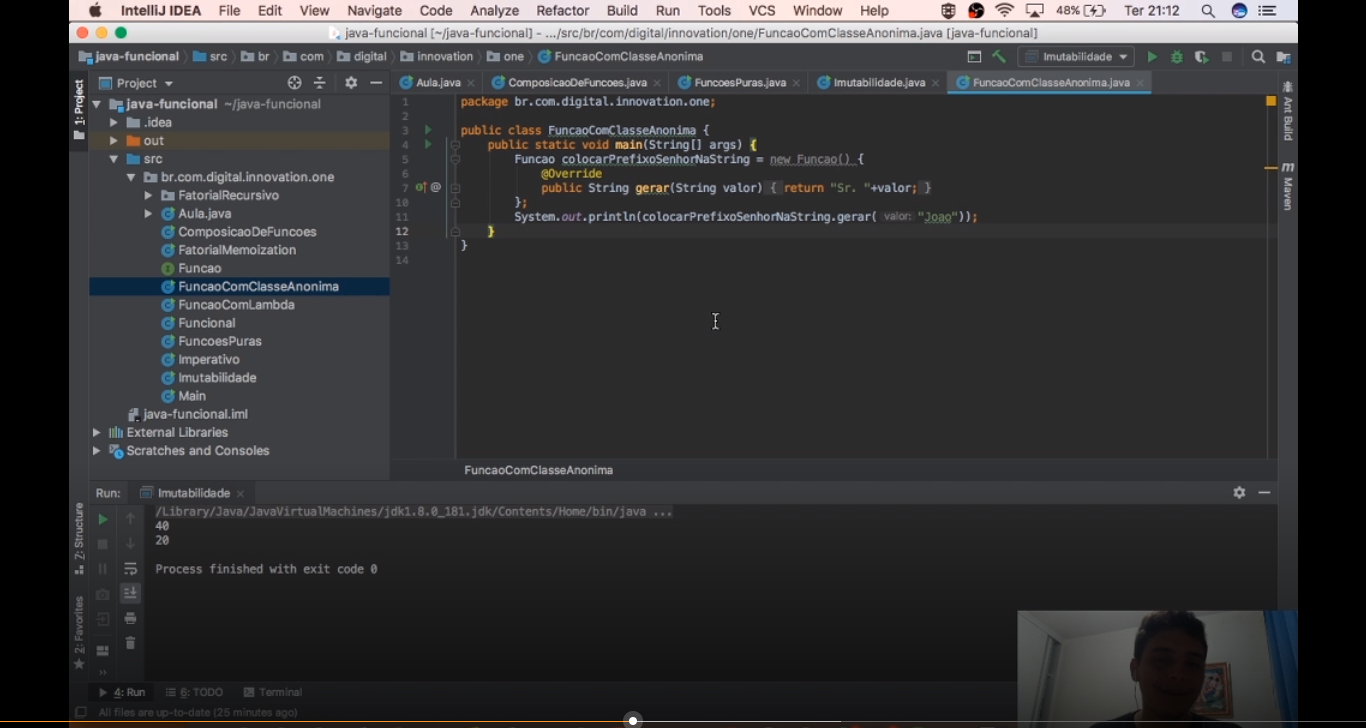 IntelliJ IDEA File Edit View Navigate Code Analyze Refactor Build Run Tools VCS Window Help 48% Ter 21:12
java-funcional [~/java-funcional] - .../src/br/com/digital/innovation/one/FuncaoComClasseAnonima.java [java-funcional]
java-funcional src br com digital innovation one FuncaoComClasseAnonima Imutabilidade
Project Aula.java ComposicaoDeFuncoes.java FuncoesPuras.java Imutabilidade.java FuncaoComClasseAnonima.java
1: Project
java-funcional ~/java-funcional
.idea
out
src
br.com.digital.innovation.one
FatorialRecursivo
Aula.java
ComposicaoDeFuncoes
FatorialMemoization
Funcao
FuncaoComClasseAnonima
FuncaoComLambda
Funcional
FuncoesPuras
Imperativo
Imutabilidade
Main
java-funcional.iml
External Libraries
Scratches and Consoles
1 package br.com.digital.innovation.one;
2
3 public class FuncaoComClasseAnonima {
4 public static void main(String[] args) {
5 Funcao colocarPrefixoSenhorNaString = new Funcao() {
6 @Override
7 public String gerar(String valor) { return "Sr. "+valor; }
10 };
11 System.out.println(colocarPrefixoSenhorNaString.gerar( valor: "Joao"));
12 }
13 }
14
FuncaoComClasseAnonima
Ant Build
m Maven
Run: Imutabilidade
/Library/Java/JavaVirtualMachines/jdk1.8.0_181.jdk/Contents/Home/bin/java ...
40
20
Process finished with exit code 0
7: Structure
2: Favorites
4: Run 6: TODO Terminal
All files are up-to-date (25 minutes ago)